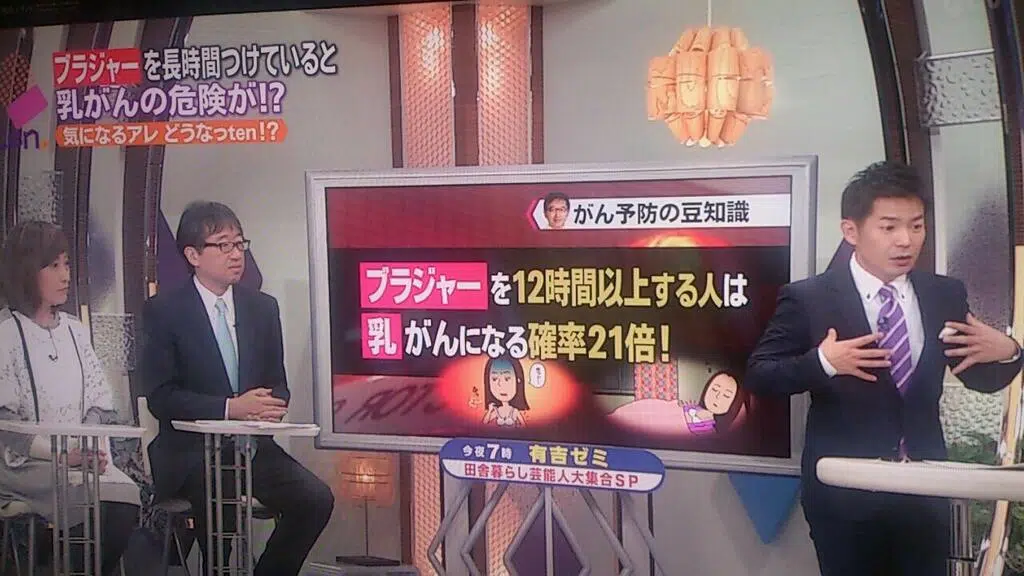 ブラジャーを長時間つけていると
乳がんの危険が!?
気になるアレ どうなっten!?
がん予防の豆知識
ブラジャーを12時間以上する人は
乳がんになる確率21倍!
今夜7時 有吉ゼミ
田舎暮らし芸能人大集合SP